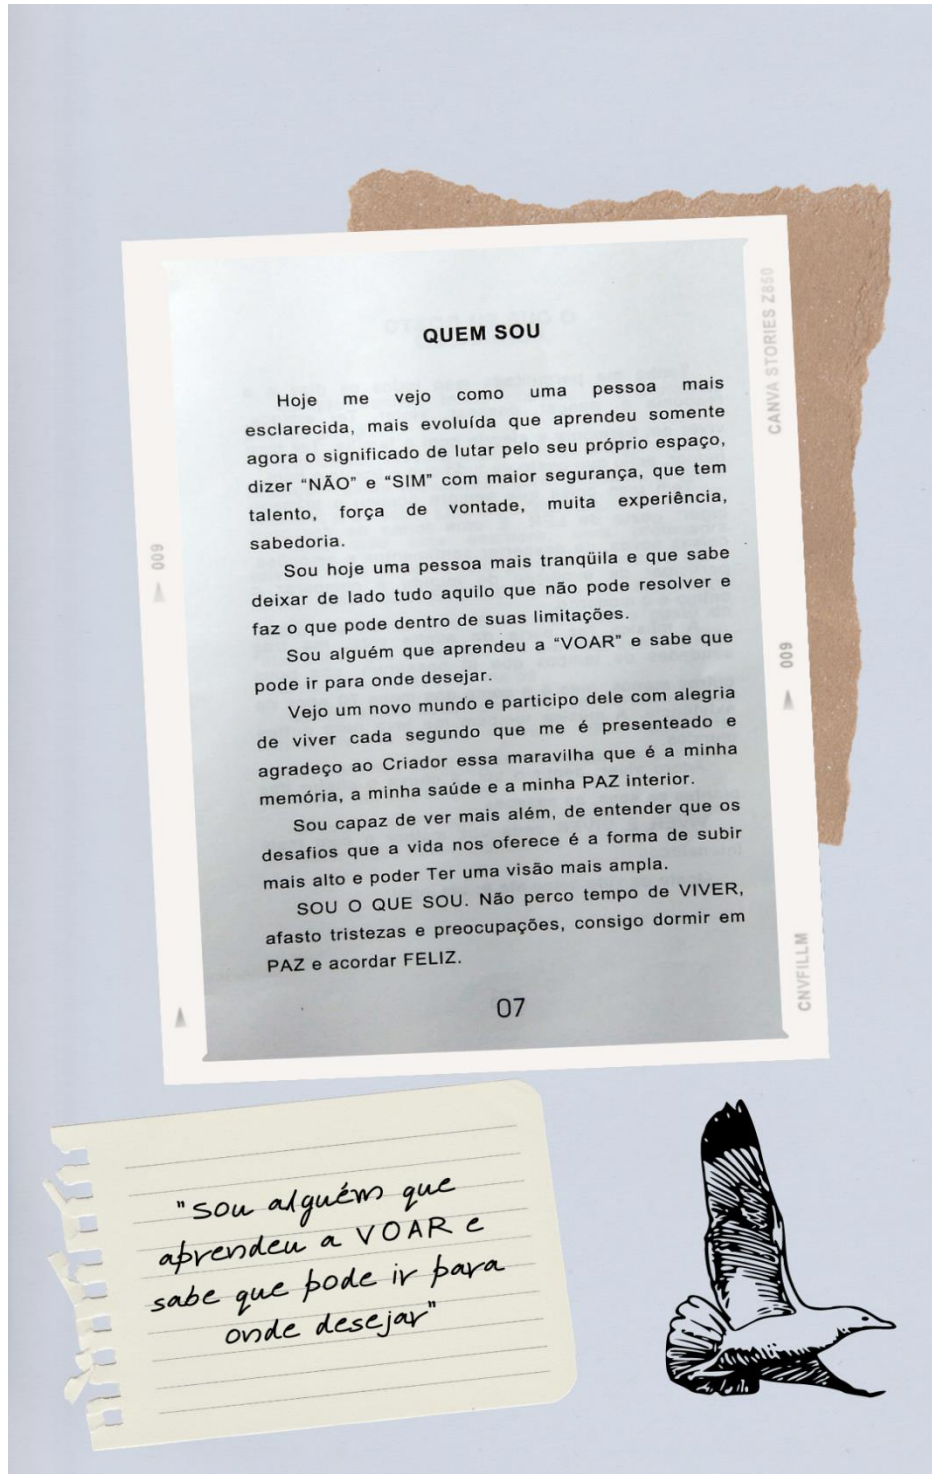 QUEM SOU
Hoje me vejo como uma pessoa mais
esclarecida, mais evoluída que aprendeu somente
agora o significado de lutar pelo seu próprio espaço,
dizer “NÃO” e “SIM” com maior segurança, que tem
talento, força de vontade, muita experiência,
sabedoria.
Sou hoje uma pessoa mais tranqüila e que sabe
deixar de lado tudo aquilo que não pode resolver e
faz o que pode dentro de suas limitações.
Sou alguém que aprendeu a “VOAR” e sabe que
pode ir para onde desejar.
Vejo um novo mundo e participo dele com alegria
de viver cada segundo que me é presenteado e
agradeço ao Criador essa maravilha que é a minha
memória, a minha saúde e a minha PAZ interior.
Sou capaz de ver mais além, de entender que os
desafios que a vida nos oferece é a forma de subir
mais alto e poder Ter uma visão mais ampla.
SOU O QUE SOU. Não perco tempo de VIVER,
afasto tristezas e preocupações, consigo dormir em
PAZ e acordar FELIZ.
07
CANVA STORIES Z850
600
600
CNVFILLM
"Sou alguém que
aprendeu a VOAR e
sabe que pode ir para
onde desejar"